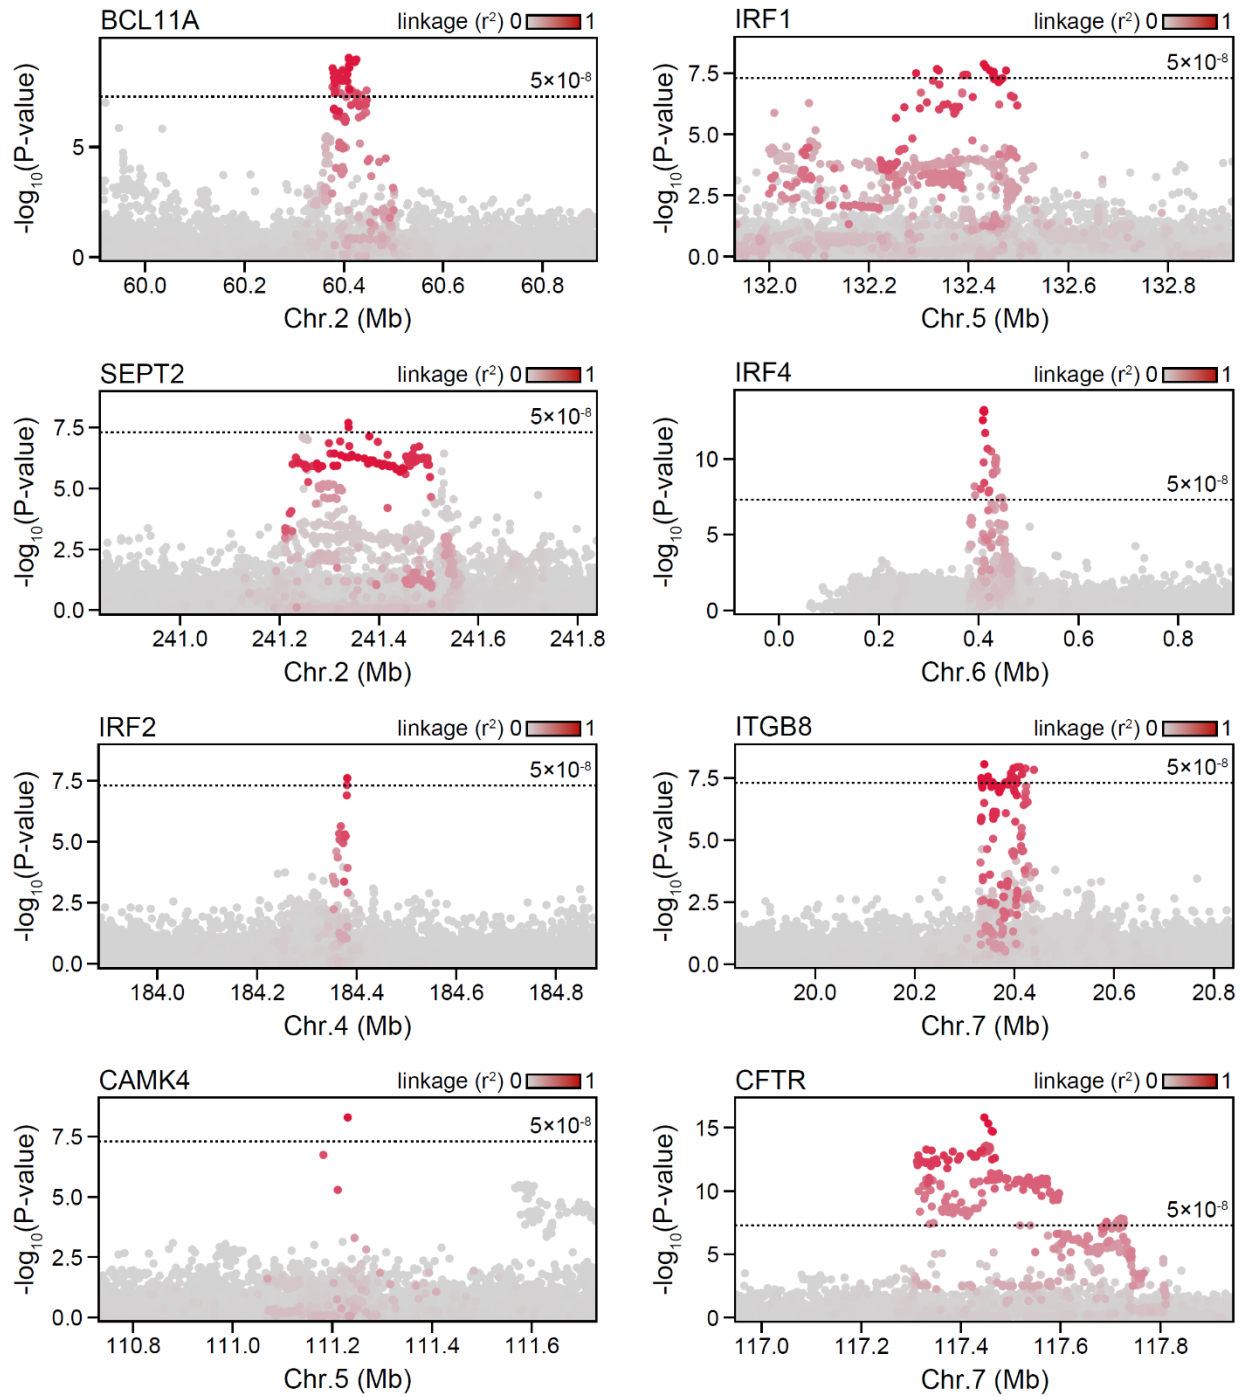 BCL11A
linkage (r²) 0 1
5×10⁻⁸
5
0
-log₁₀(P-value)
60.0 60.2 60.4 60.6 60.8
Chr.2 (Mb)
IRF1
linkage (r²) 0 1
5×10⁻⁸
7.5
5.0
2.5
0.0
-log₁₀(P-value)
132.0 132.2 132.4 132.6 132.8
Chr.5 (Mb)
SEPT2
linkage (r²) 0 1
5×10⁻⁸
7.5
5.0
2.5
0.0
-log₁₀(P-value)
241.0 241.2 241.4 241.6 241.8
Chr.2 (Mb)
IRF4
linkage (r²) 0 1
5×10⁻⁸
10
5
0
-log₁₀(P-value)
0.0 0.2 0.4 0.6 0.8
Chr.6 (Mb)
IRF2
linkage (r²) 0 1
5×10⁻⁸
7.5
5.0
2.5
0.0
-log₁₀(P-value)
184.0 184.2 184.4 184.6 184.8
Chr.4 (Mb)
ITGB8
linkage (r²) 0 1
5×10⁻⁸
7.5
5.0
2.5
0.0
-log₁₀(P-value)
20.0 20.2 20.4 20.6 20.8
Chr.7 (Mb)
CAMK4
linkage (r²) 0 1
5×10⁻⁸
7.5
5.0
2.5
0.0
-log₁₀(P-value)
110.8 111.0 111.2 111.4 111.6
Chr.5 (Mb)
CFTR
linkage (r²) 0 1
5×10⁻⁸
15
10
5
0
-log₁₀(P-value)
117.0 117.2 117.4 117.6 117.8
Chr.7 (Mb)